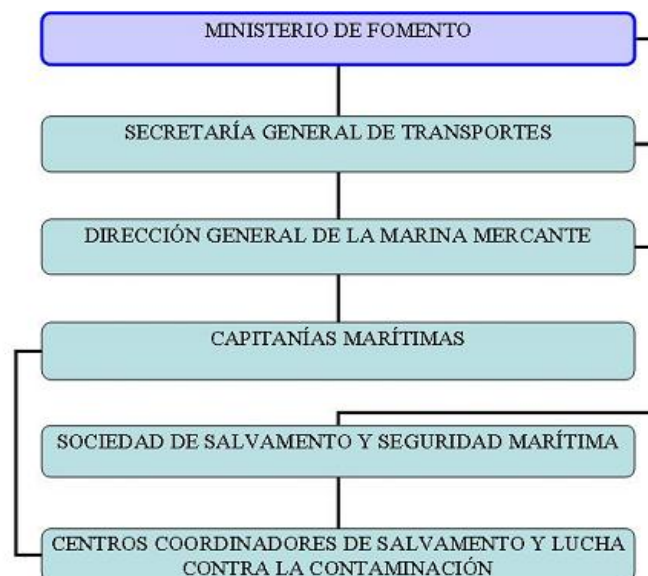 MINISTERIO DE FOMENTO
SECRETARÍA GENERAL DE TRANSPORTES
DIRECCIÓN GENERAL DE LA MARINA MERCANTE
CAPITANÍAS MARÍTIMAS
SOCIEDAD DE SALVAMENTO Y SEGURIDAD MARÍTIMA
CENTROS COORDINADORES DE SALVAMENTO Y LUCHA
CONTRA LA CONTAMINACIÓN